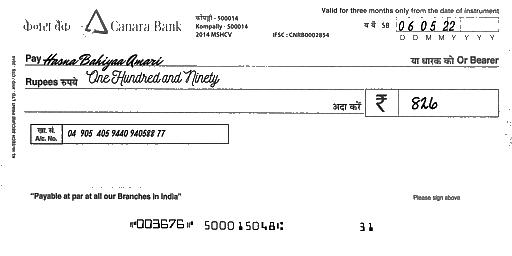 Valid for three months only from the date of instrument
केनरा बैंक Canara Bank
कोंपल्ली - 500014
Kompally - 500014
2014 MSHCV
IFSC : CNRB0002854
SB 06 05 22
D D M M Y Y Y Y
Pay Hasna Bahiyaa Amari या धारक को Or Bearer
Rupees रुपये One Hundred and Ninety
अदा करें ₹ 826
खा. सं.
A/c. No. 04 905 405 9440 940588 77
"Payable at par at all our Branches in India"
Please sign above
⑈003676⑈ 500015048⑆ 31